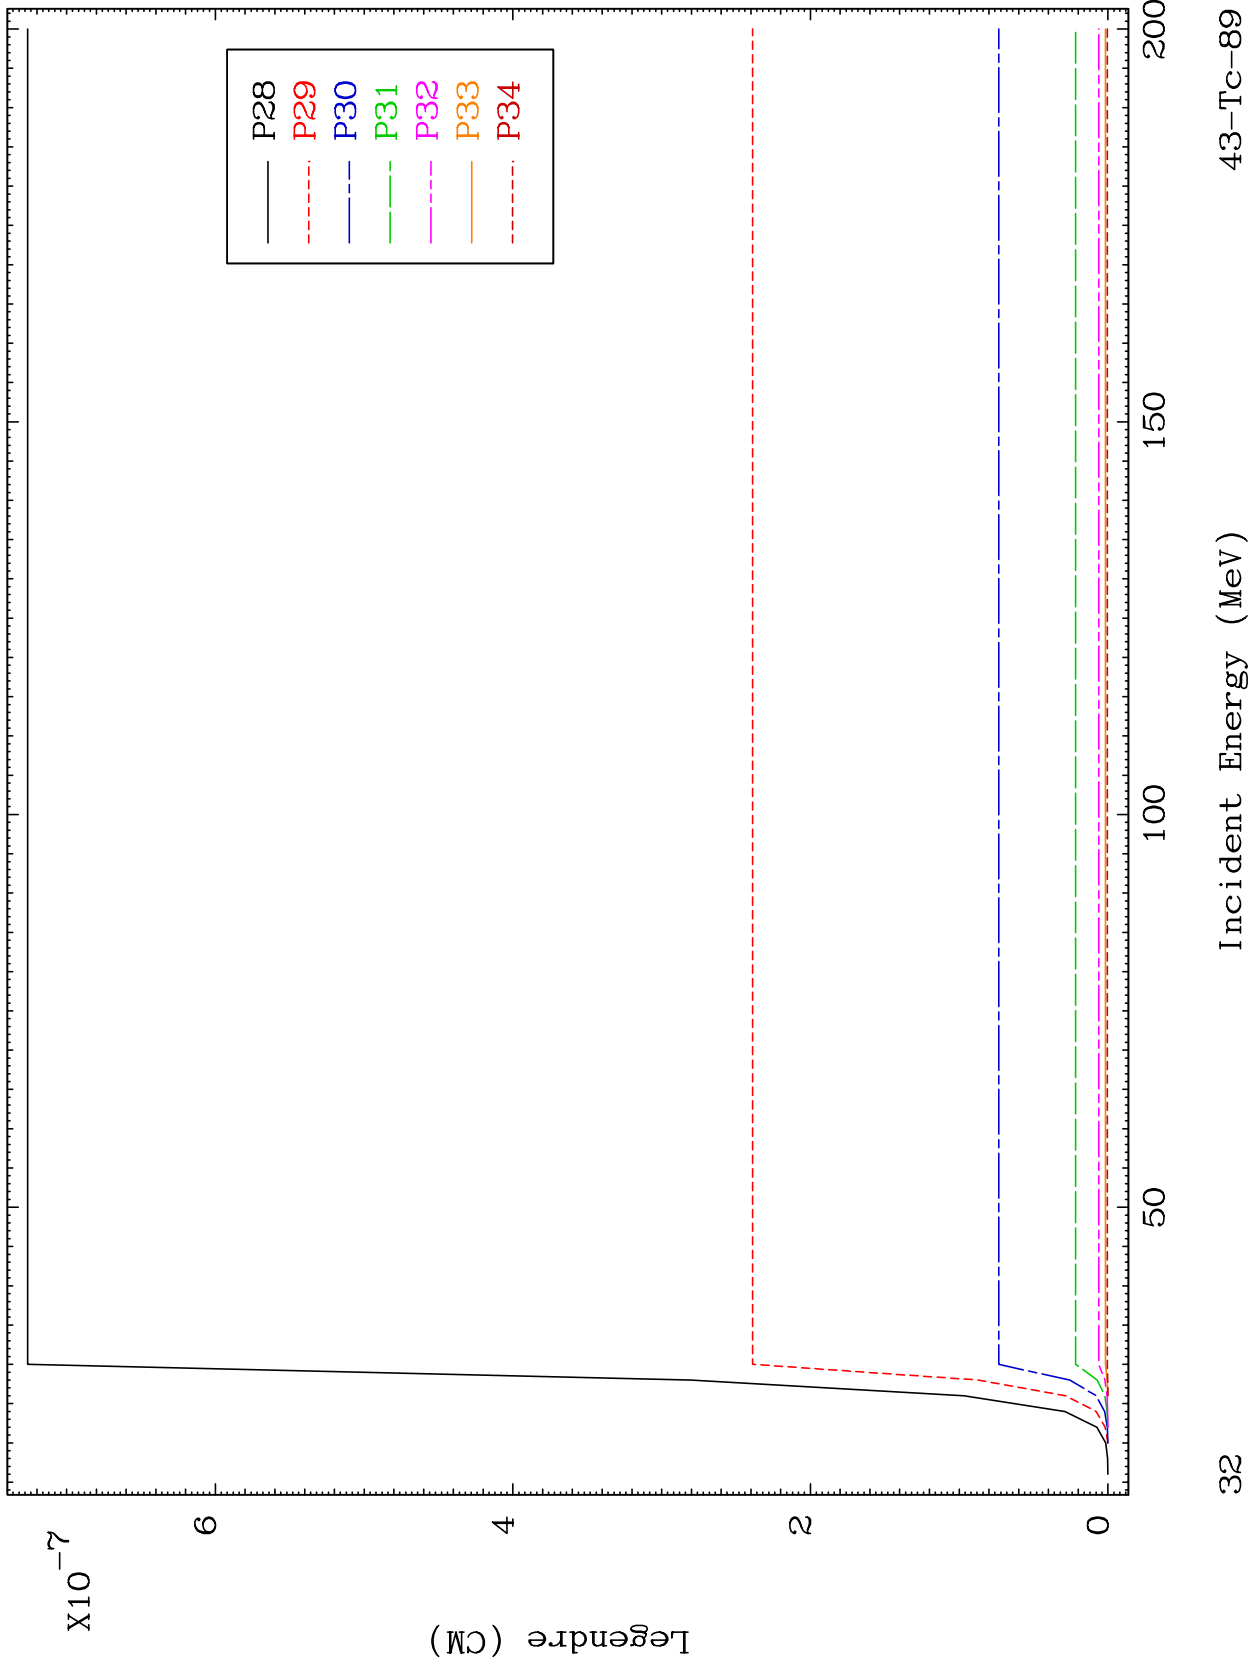 X10-7
Legendre (CM)
6
4
2
0
P28
P29
P30
P31
P32
P33
P34
50
100
150
200
Incident Energy (MeV)
32
43-Tc-89